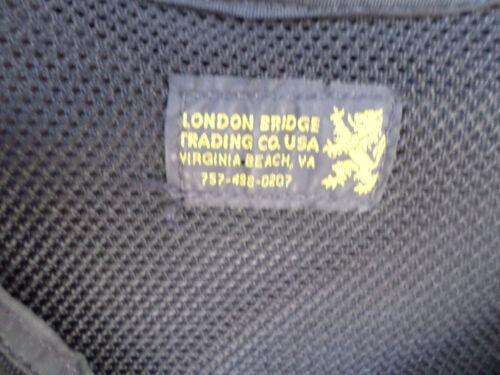 LONDON BRIDGE
TRADING CO. USA
VIRGINIA BEACH, VA
757-498-0207